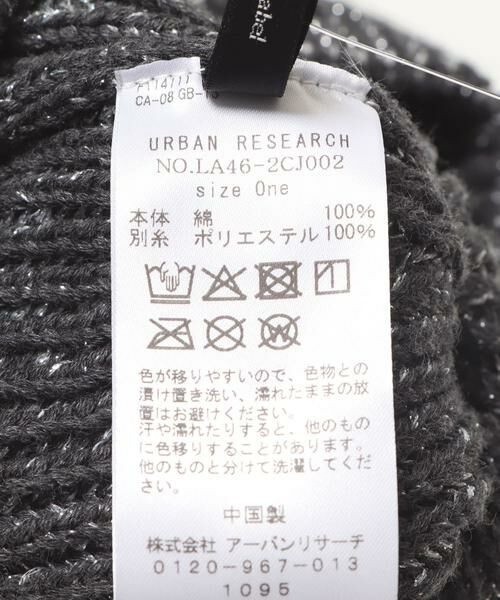 abel
CA-08 GB-
URBAN RESEARCH
NO.LA46-2CJ002
size One
本体 綿 100%
別糸 ポリエステル 100%
色が移りやすいので、色物との
漬け置き洗い、濡れたままの放
置はお避けください。
汗や濡れたりすると、他のもの
に色移りすることがあります。
他のものと分けて洗濯してくだ
さい。
中国製
株式会社 アーバンリサーチ
0120-967-013
1095